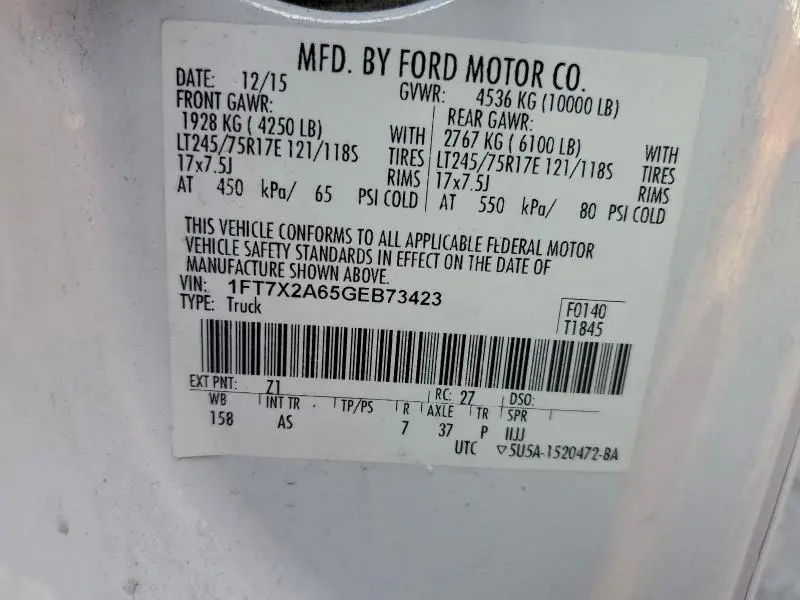 MFD. BY FORD MOTOR CO.
DATE: 12/15 GVWR: 4536 KG (10000 LB)
FRONT GAWR: REAR GAWR:
1928 KG ( 4250 LB) WITH 2767 KG ( 6100 LB) WITH
LT245/75R17E 121/118S TIRES LT245/75R17E 121/118S TIRES
17x7.5J RIMS 17x7.5J RIMS
AT 450 kPa/ 65 PSI COLD AT 550 kPa/ 80 PSI COLD
THIS VEHICLE CONFORMS TO ALL APPLICABLE FEDERAL MOTOR
VEHICLE SAFETY STANDARDS IN EFFECT ON THE DATE OF
MANUFACTURE SHOWN ABOVE.
VIN: 1FT7X2A65GEB73423
TYPE: Truck
F0140
T1845
EXT PNT: Z1 RC: 27 DSO:
WB INT TR TP/PS R AXLE TR SPR
158 AS 7 37 P IIJJ
UTC ▽5U5A-1520472-BA